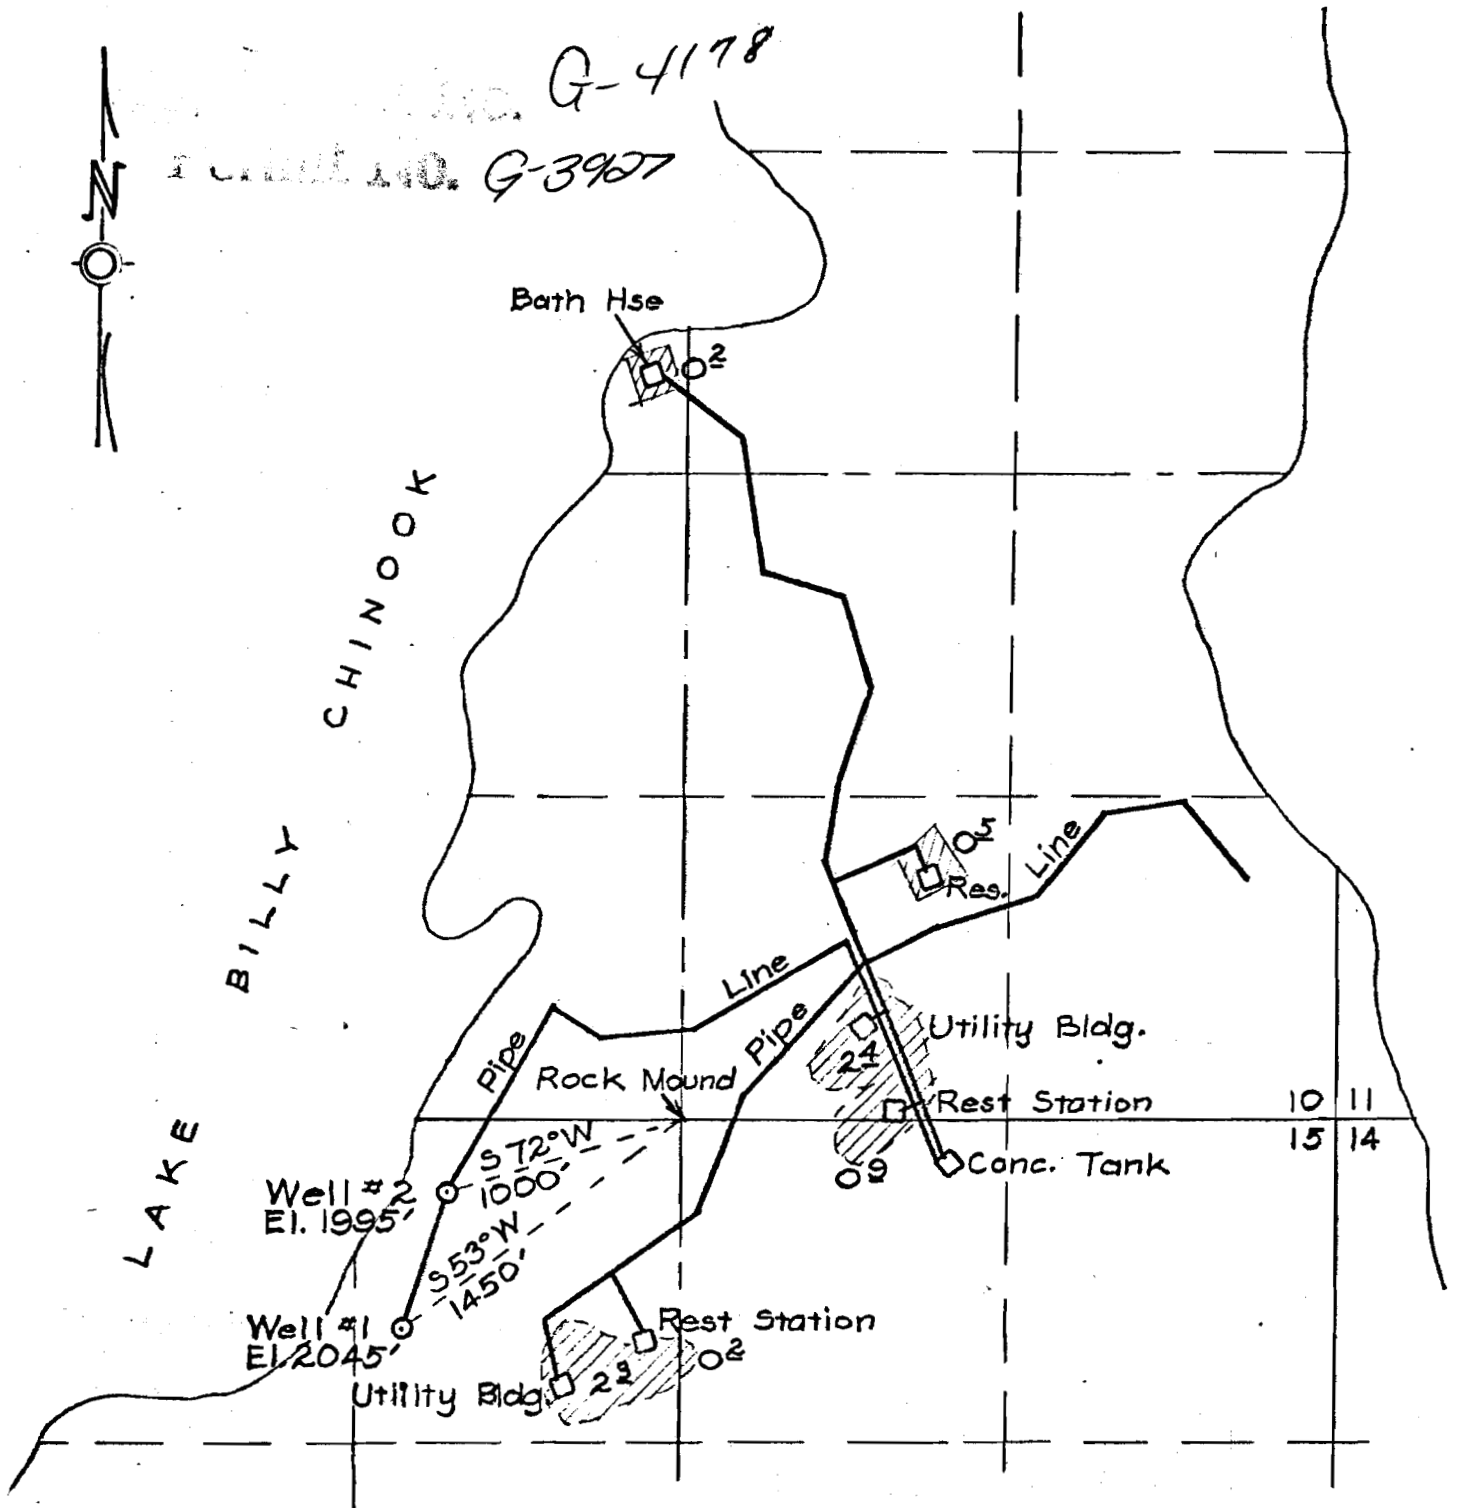 G-4178
Permit No. G-3927
N
Bath Hse
O2
LAKE BILLY CHINOOK
O5
Res.
Line
Line
Pipe
Pipe
Utility Bldg.
24
Rock Mound
Rest Station
10 11
15 14
S 72° W
1000'
Conc. Tank
O9
Well #2
El. 1995'
S 53° W
1450'
Well #1
El. 2045'
Rest Station
O2
23
Utility Bldg.